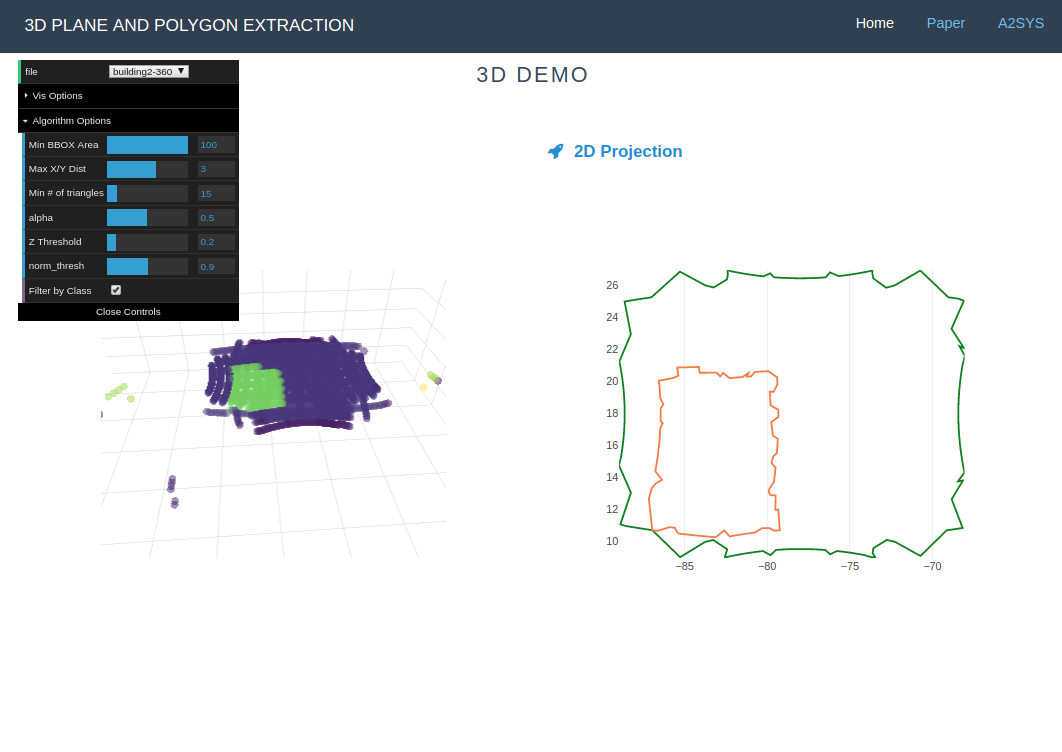 3D PLANE AND POLYGON EXTRACTION
Home
Paper
A2SYS
file
building2-360
Vis Options
Algorithm Options
Min BBOX Area
100
Max X/Y Dist
3
Min # of triangles
15
alpha
0.5
Z Threshold
0.2
norm_thresh
0.9
Filter by Class
Close Controls
3D DEMO
2D Projection
26
24
22
20
18
16
14
12
10
−85
−80
−75
−70